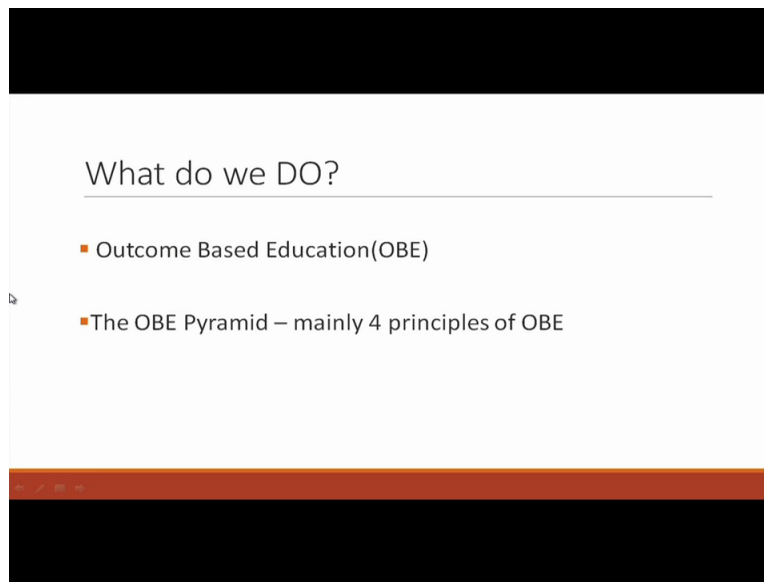 What do we DO?
Outcome Based Education(OBE)
The OBE Pyramid – mainly 4 principles of OBE